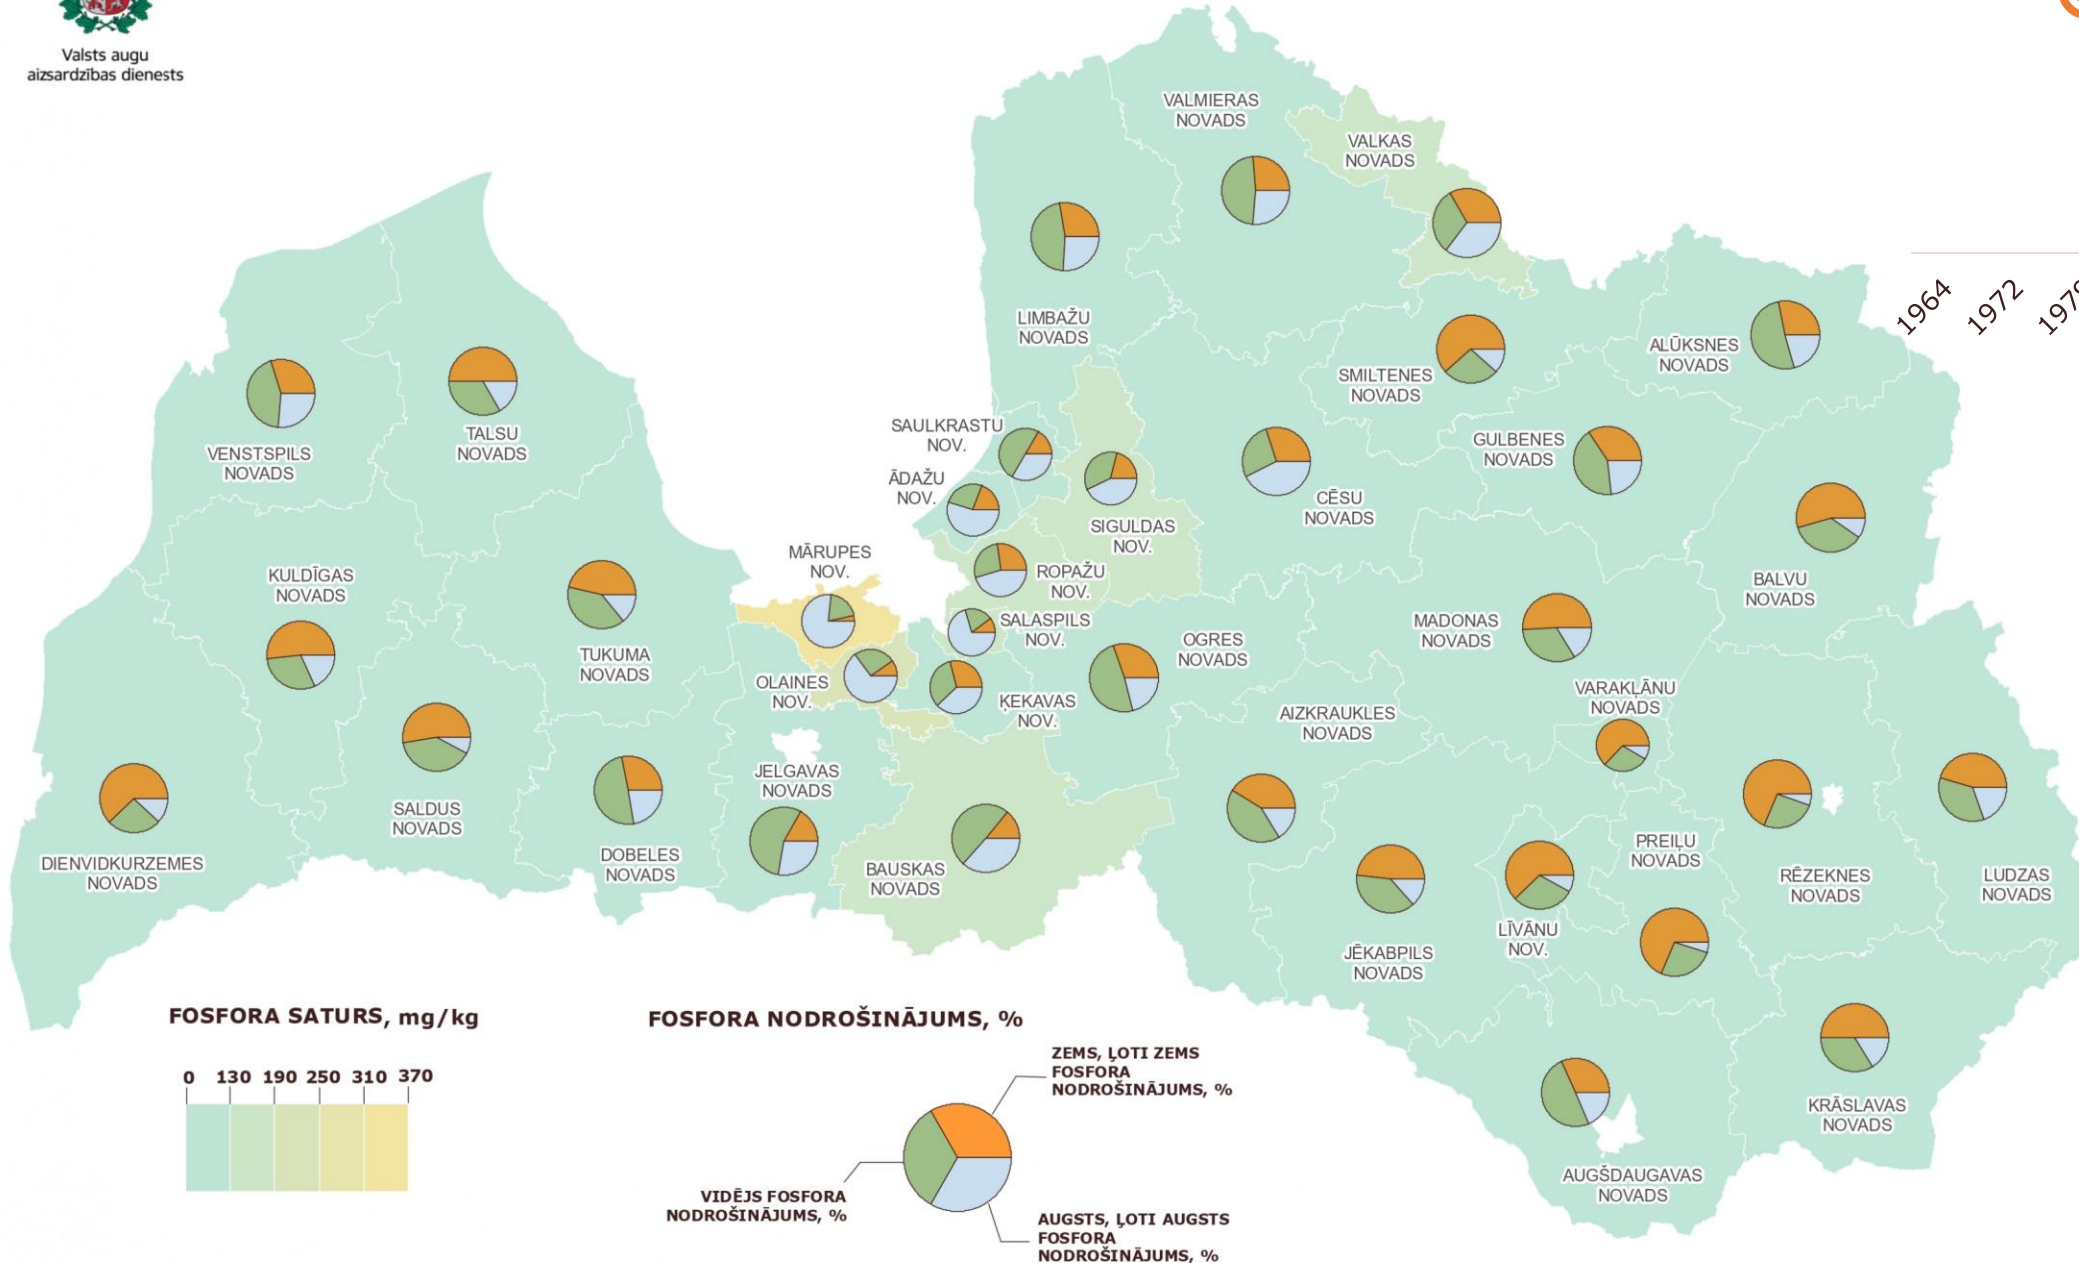 Valsts augu
aizsardzības dienests
VALMIERAS
NOVADS
VALKAS
NOVADS
LIMBAŽU
NOVADS
1964
1972
ALŪKSNES
NOVADS
SMILTENES
NOVADS
VENSTSPILS
NOVADS
TALSU
NOVADS
SAULKRASTU
NOV.
ĀDAŽU
NOV.
GULBENES
NOVADS
CĒSU
NOVADS
SIGULDAS
NOV.
MĀRUPES
NOV.
ROPAŽU
NOV.
KULDĪGAS
NOVADS
BALVU
NOVADS
SALASPILS
NOV.
MADONAS
NOVADS
OGRES
NOVADS
TUKUMA
NOVADS
OLAINES
NOV.
ĶEKAVAS
NOV.
VARAKĻĀNU
NOVADS
AIZKRAUKLES
NOVADS
JELGAVAS
NOVADS
SALDUS
NOVADS
DIENVIDKURZEMES
NOVADS
DOBELES
NOVADS
BAUSKAS
NOVADS
PREIĻU
NOVADS
RĒZEKNES
NOVADS
LUDZAS
NOVADS
LĪVĀNU
NOV.
JĒKABPILS
NOVADS
KRĀSLAVAS
NOVADS
AUGŠDAUGAVAS
NOVADS
FOSFORA SATURS, mg/kg
0 130 190 250 310 370
FOSFORA NODROŠINĀJUMS, %
ZEMS, ĻOTI ZEMS
FOSFORA
NODROŠINĀJUMS, %
VIDĒJS FOSFORA
NODROŠINĀJUMS, %
AUGSTS, ĻOTI AUGSTS
FOSFORA
NODROŠINĀJUMS, %